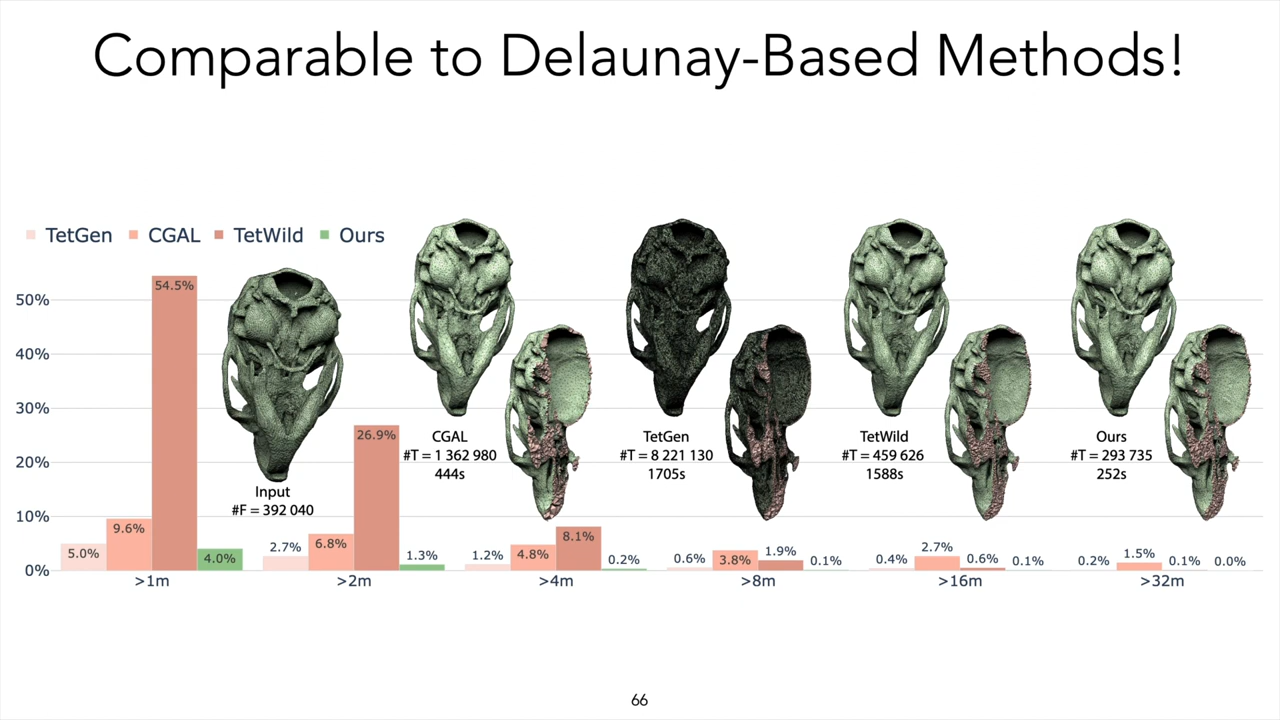 Comparable to Delaunay-Based Methods!
TetGen CGAL TetWild Ours
50%
40%
30%
20%
10%
0%
5.0% 9.6% 54.5% 4.0%
2.7% 6.8% 26.9% 1.3%
1.2% 4.8% 8.1% 0.2%
0.6% 3.8% 1.9% 0.1%
0.4% 2.7% 0.6% 0.1%
0.2% 1.5% 0.1% 0.0%
>1m >2m >4m >8m >16m >32m
Input
#F = 392 040
CGAL
#T = 1 362 980
444s
TetGen
#T = 8 221 130
1705s
TetWild
#T = 459 626
1588s
Ours
#T = 293 735
252s
66